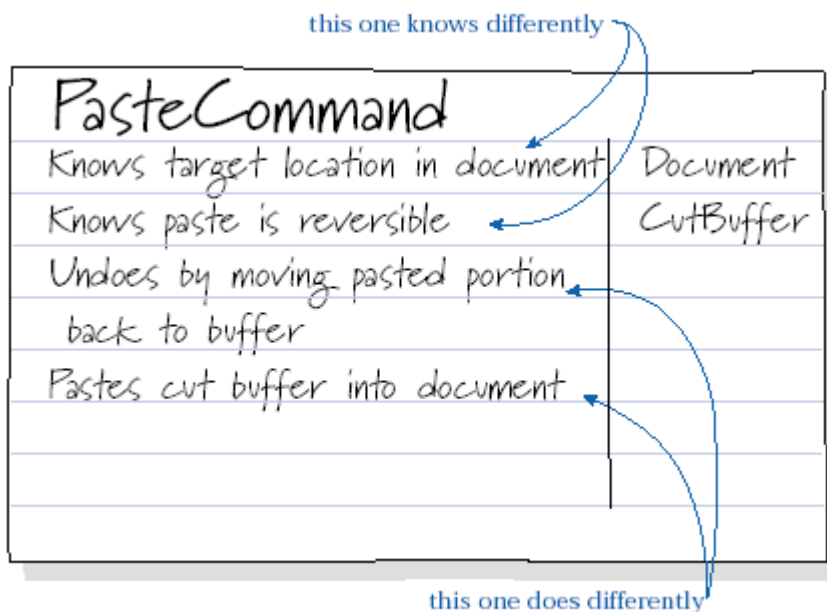 this one knows differently
PasteCommand
Knows target location in document
Knows paste is reversible
Undoes by moving pasted portion
back to buffer
Pastes cut buffer into document
Document
CutBuffer
this one does differently